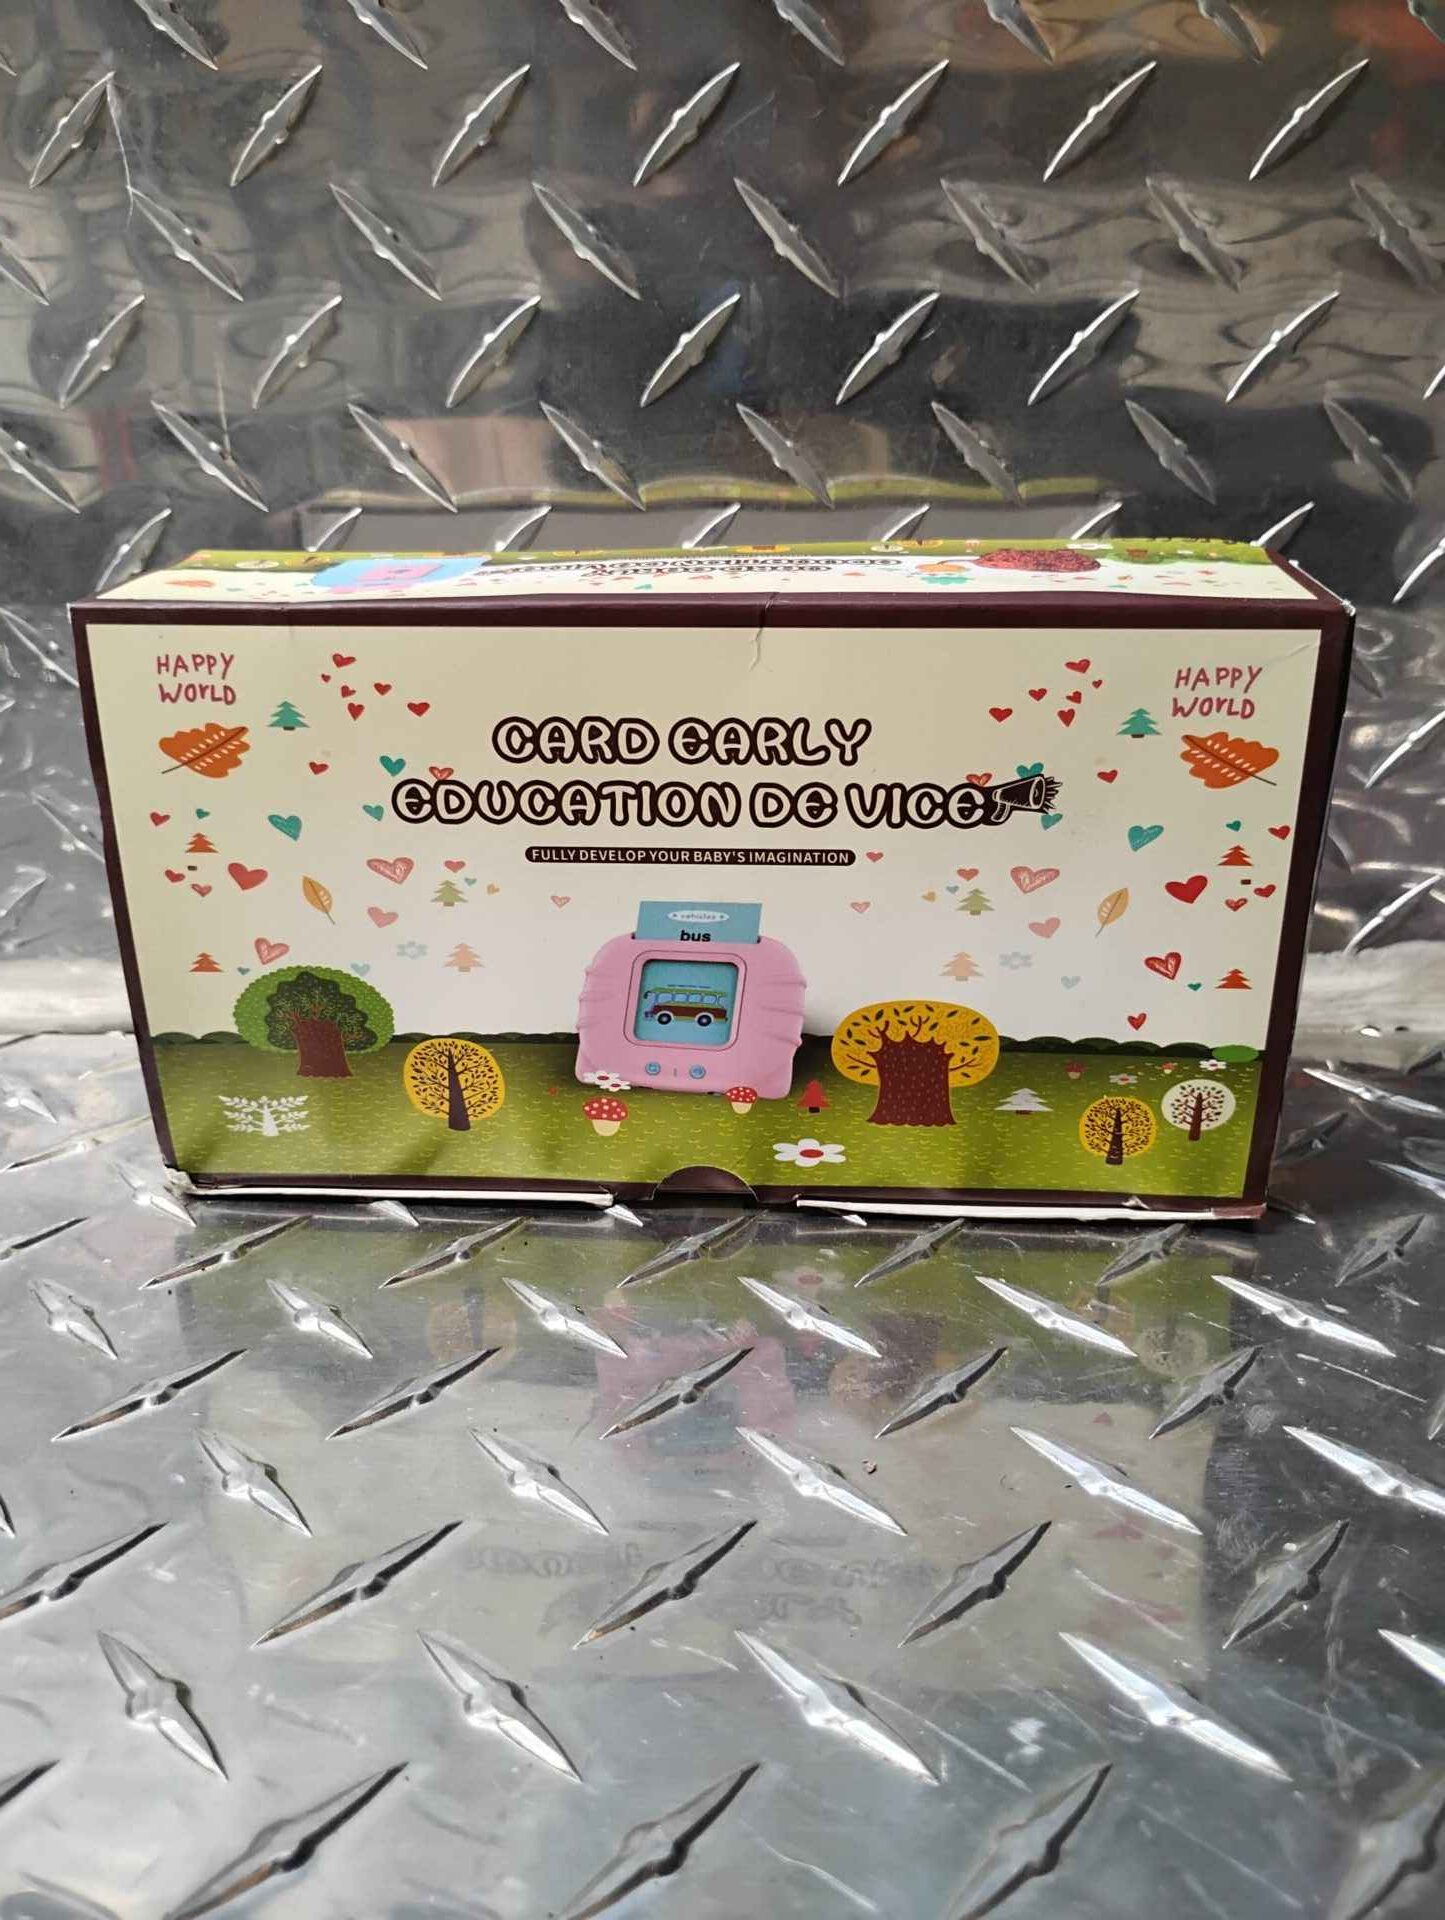 HAPPY
WORLD
HAPPY
WORLD
CARD EARLY
EDUCATION DE VICE
FULLY DEVELOP YOUR BABY'S IMAGINATION
vehicles
bus